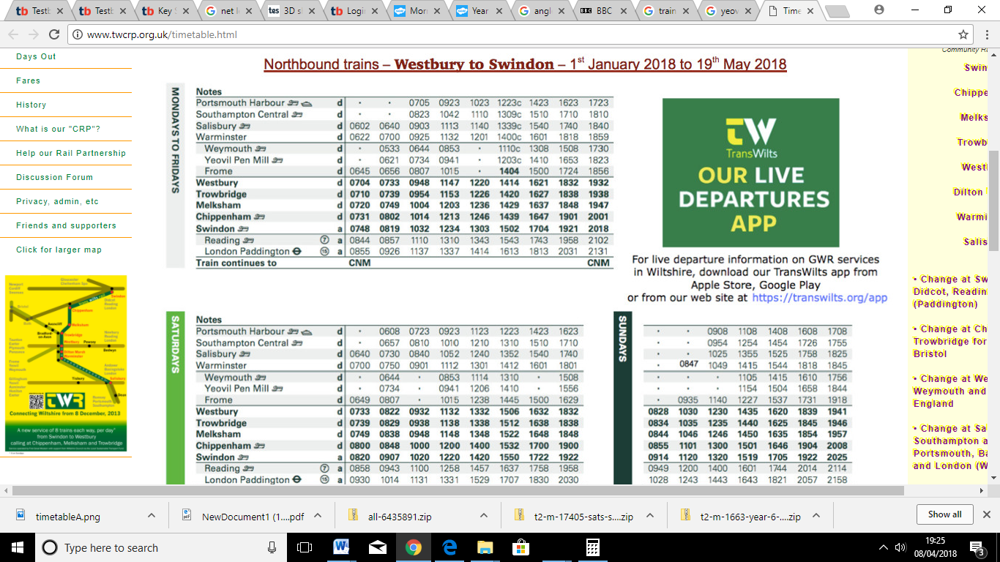 tb Testb
tb Testb
tb Key S
net l
tes 3D sl
tb Logi
Morr
Year
angl
BBC BBC
train
yeov
Time
www.twcrp.org.uk/timetable.html
Days Out
Fares
History
What is our "CRP"?
Help our Rail Partnership
Discussion Forum
Privacy, admin, etc
Friends and supporters
Click for larger map
Connecting Wiltshire from 8 December, 2013
A new service of 8 trains each way, per day*
from Swindon to Westbury
calling at Chippenham, Melksham and Trowbridge
Northbound trains – Westbury to Swindon – 1st January 2018 to 19th May 2018
MONDAYS TO FRIDAYS
Notes
Portsmouth Harbour d · · 0705 0923 1023 1223c 1423 1623 1723
Southampton Central d · · 0823 1042 1110 1309c 1510 1710 1810
Salisbury d 0602 0640 0903 1113 1140 1339c 1540 1740 1840
Warminster d 0622 0700 0925 1132 1201 1400c 1601 1818 1859
Weymouth d · 0533 0644 0853 · 1110c 1308 1508 1730
Yeovil Pen Mill d · 0621 0734 0941 · 1203c 1410 1653 1823
Frome d 0645 0656 0807 1015 · 1404 1500 1724 1856
Westbury d 0704 0733 0948 1147 1220 1414 1621 1832 1932
Trowbridge d 0710 0739 0954 1153 1226 1420 1627 1838 1938
Melksham d 0720 0749 1004 1203 1236 1429 1637 1848 1947
Chippenham d 0731 0802 1014 1213 1246 1439 1647 1901 2001
Swindon a 0748 0819 1032 1234 1303 1502 1704 1921 2018
Reading 7 a 0844 0857 1110 1310 1343 1543 1743 1958 2102
London Paddington 15 a 0855 0926 1137 1337 1414 1613 1813 2031 2131
Train continues to CNM CNM
TW
TransWilts
OUR LIVE
DEPARTURES
APP
For live departure information on GWR services
in Wiltshire, download our TransWilts app from
Apple Store, Google Play
or from our web site at https://transwilts.org/app
SATURDAYS
Notes
Portsmouth Harbour d · 0608 0723 0923 1123 1223 1423 1623
Southampton Central d · 0657 0810 1010 1210 1310 1510 1710
Salisbury d 0640 0730 0840 1052 1240 1352 1540 1740
Warminster d 0700 0750 0901 1112 1301 1412 1601 1801
Weymouth d · 0644 · 0853 1114 1310 · 1508
Yeovil Pen Mill d · 0734 · 0941 1206 1410 · 1556
Frome d 0649 0807 · 1015 1238 1445 1500 1629
Westbury d 0733 0822 0932 1132 1332 1506 1632 1832
Trowbridge d 0739 0829 0938 1138 1338 1512 1638 1838
Melksham d 0749 0838 0948 1148 1348 1522 1648 1848
Chippenham d 0800 0848 1000 1200 1400 1532 1700 1900
Swindon a 0820 0907 1020 1220 1420 1550 1722 1922
Reading 7 a 0858 0943 1100 1258 1457 1637 1758 1958
London Paddington 15 a 0930 1014 1131 1331 1529 1707 1830 2030
SUNDAYS
· · 0908 1108 1408 1608 1708
· · 0954 1254 1454 1726 1755
· · 1025 1355 1525 1758 1825
· 0847 1049 1415 1544 1818 1845
· · · 1105 1415 1610 1756
· · · 1154 1504 1658 1844
· 0935 1140 1227 1537 1731 1918
0828 1030 1230 1435 1620 1839 1941
0834 1035 1235 1440 1625 1845 1946
0844 1046 1246 1450 1635 1854 1957
0855 1101 1300 1501 1646 1904 2008
0914 1120 1320 1519 1705 1922 2025
0949 1200 1400 1601 1744 2014 2114
1028 1243 1443 1643 1821 2057 2158
Community Ra
Swin
Chippe
Melks
Trowb
Westl
Dilton
Warmi
Salis
• Change at Sw
Didcot, Readin
(Paddington)
• Change at Ch
Trowbridge for
Bristol
• Change at We
Weymouth and
England
• Change at Sa
Southampton a
Portsmouth, Ba
and London (W
timetableA.png
NewDocument1 (1....pdf
all-6435891.zip
t2-m-17405-sats-s....zip
t2-m-1663-year-6-....zip
Show all
Type here to search
19:25
08/04/2018
3